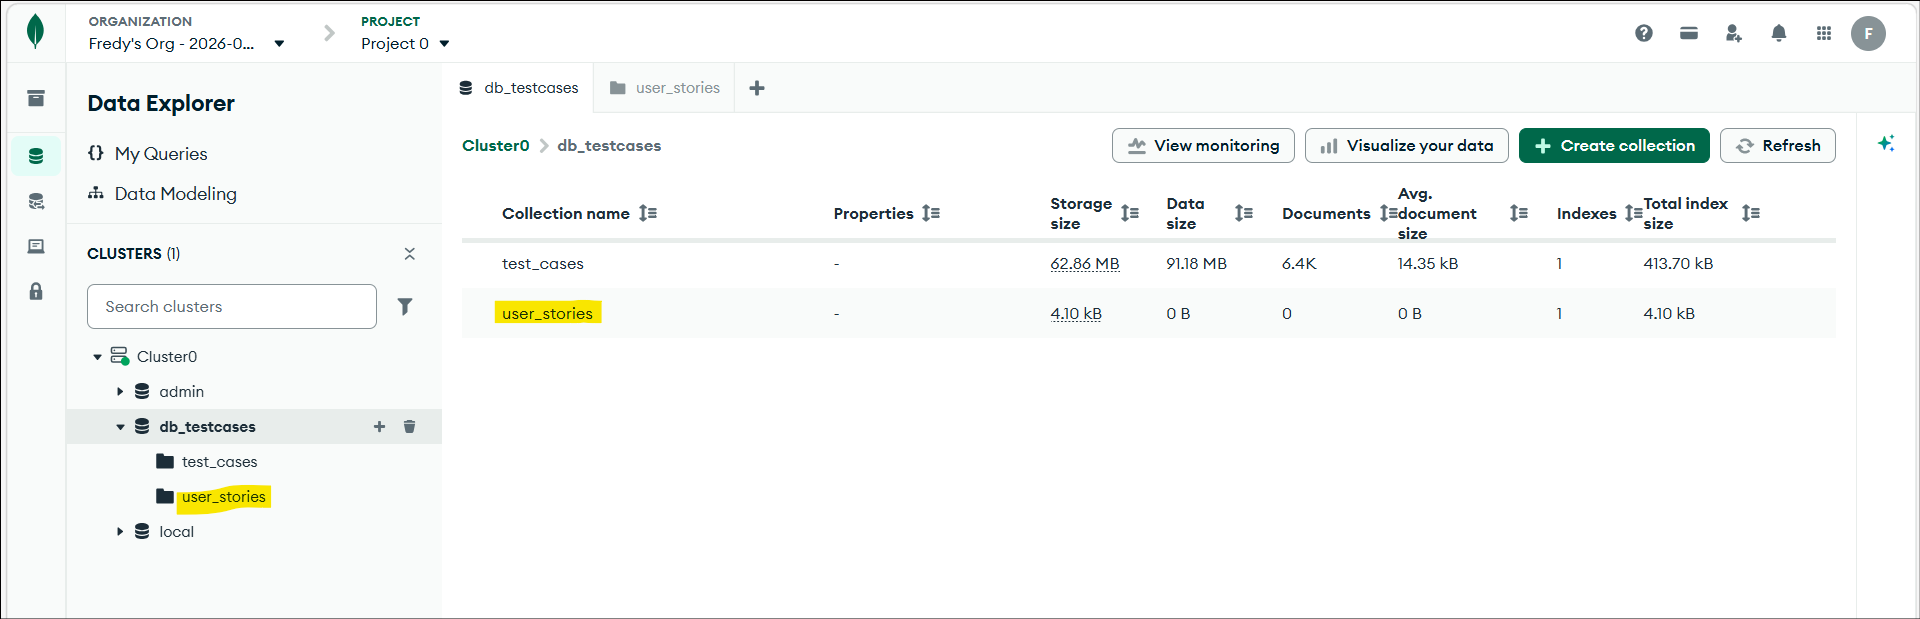 ORGANIZATION
Fredy's Org - 2026-0...
PROJECT
Project 0
F
Data Explorer
My Queries
Data Modeling
CLUSTERS (1)
Search clusters
Cluster0
admin
db_testcases
test_cases
user_stories
local
db_testcases
user_stories
Cluster0 > db_testcases
View monitoring
Visualize your data
Create collection
Refresh
Collection name
Properties
Storage
size
Data
size
Documents
Avg.
document
size
Indexes
Total index
size
test_cases - 62.86 MB 91.18 MB 6.4K 14.35 kB 1 413.70 kB
user_stories - 4.10 kB 0 B 0 0 B 1 4.10 kB